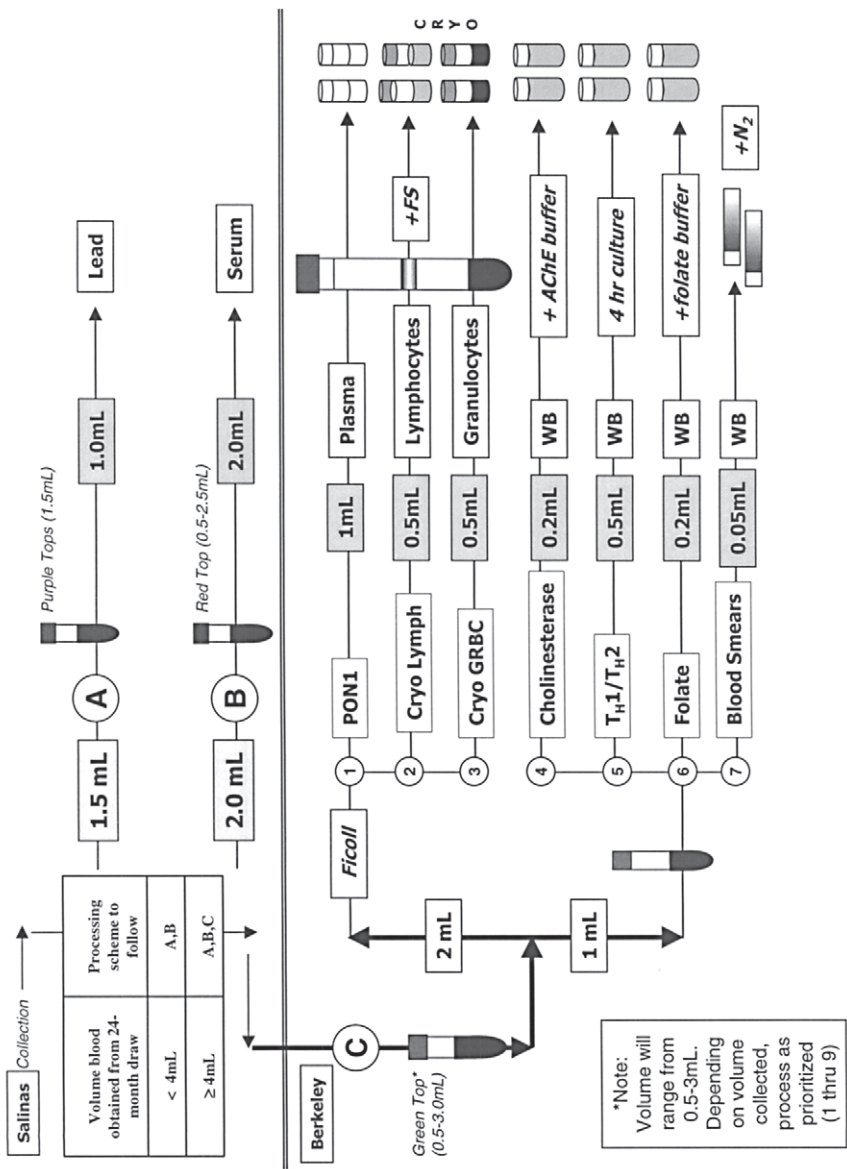 Salinas
Collection
Volume blood
obtained from 24-
month draw
Processing
scheme to
follow
< 4mL
A,B
≥ 4mL
A,B,C
1.5 mL
A
Purple Tops (1.5mL)
1.0mL
Lead
2.0 mL
B
Red Top (0.5-2.5mL)
2.0mL
Serum
Berkeley
C
Green Top*
(0.5-3.0mL)
2 mL
1 mL
Ficoll
1
PON1
1mL
Plasma
2
Cryo Lymph
0.5mL
Lymphocytes
+FS
3
Cryo GRBC
0.5mL
Granulocytes
C R Y O
4
Cholinesterase
0.2mL
WB
+ AChE buffer
5
TH1/TH2
0.5mL
WB
4 hr culture
6
Folate
0.2mL
WB
+folate buffer
7
Blood Smears
0.05mL
WB
+N2
*Note:
Volume will
range from
0.5-3mL.
Depending
on volume
collected,
process as
prioritized
(1 thru 9)